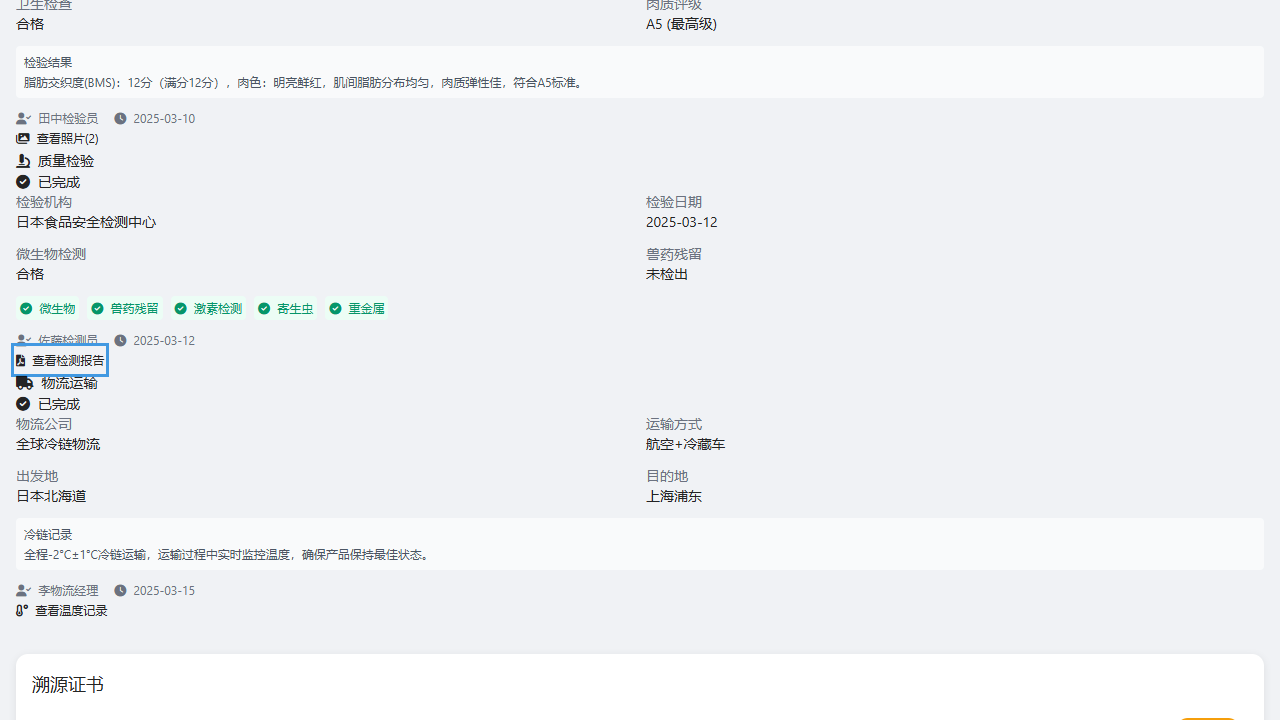 卫生检查
肉质评级
合格
A5 (最高级)
检验结果
脂肪交织度(BMS)：12分（满分12分），肉色：明亮鲜红，肌间脂肪分布均匀，肉质弹性佳，符合A5标准。
田中检验员 2025-03-10
查看照片(2)
质量检验
已完成
检验机构
检验日期
日本食品安全检测中心
2025-03-12
微生物检测
兽药残留
合格
未检出
微生物 兽药残留 激素检测 寄生虫 重金属
佐藤检测员 2025-03-12
查看检测报告
物流运输
已完成
物流公司
运输方式
全球冷链物流
航空+冷藏车
出发地
目的地
日本北海道
上海浦东
冷链记录
全程-2°C±1°C冷链运输，运输过程中实时监控温度，确保产品保持最佳状态。
李物流经理 2025-03-15
查看温度记录
溯源证书